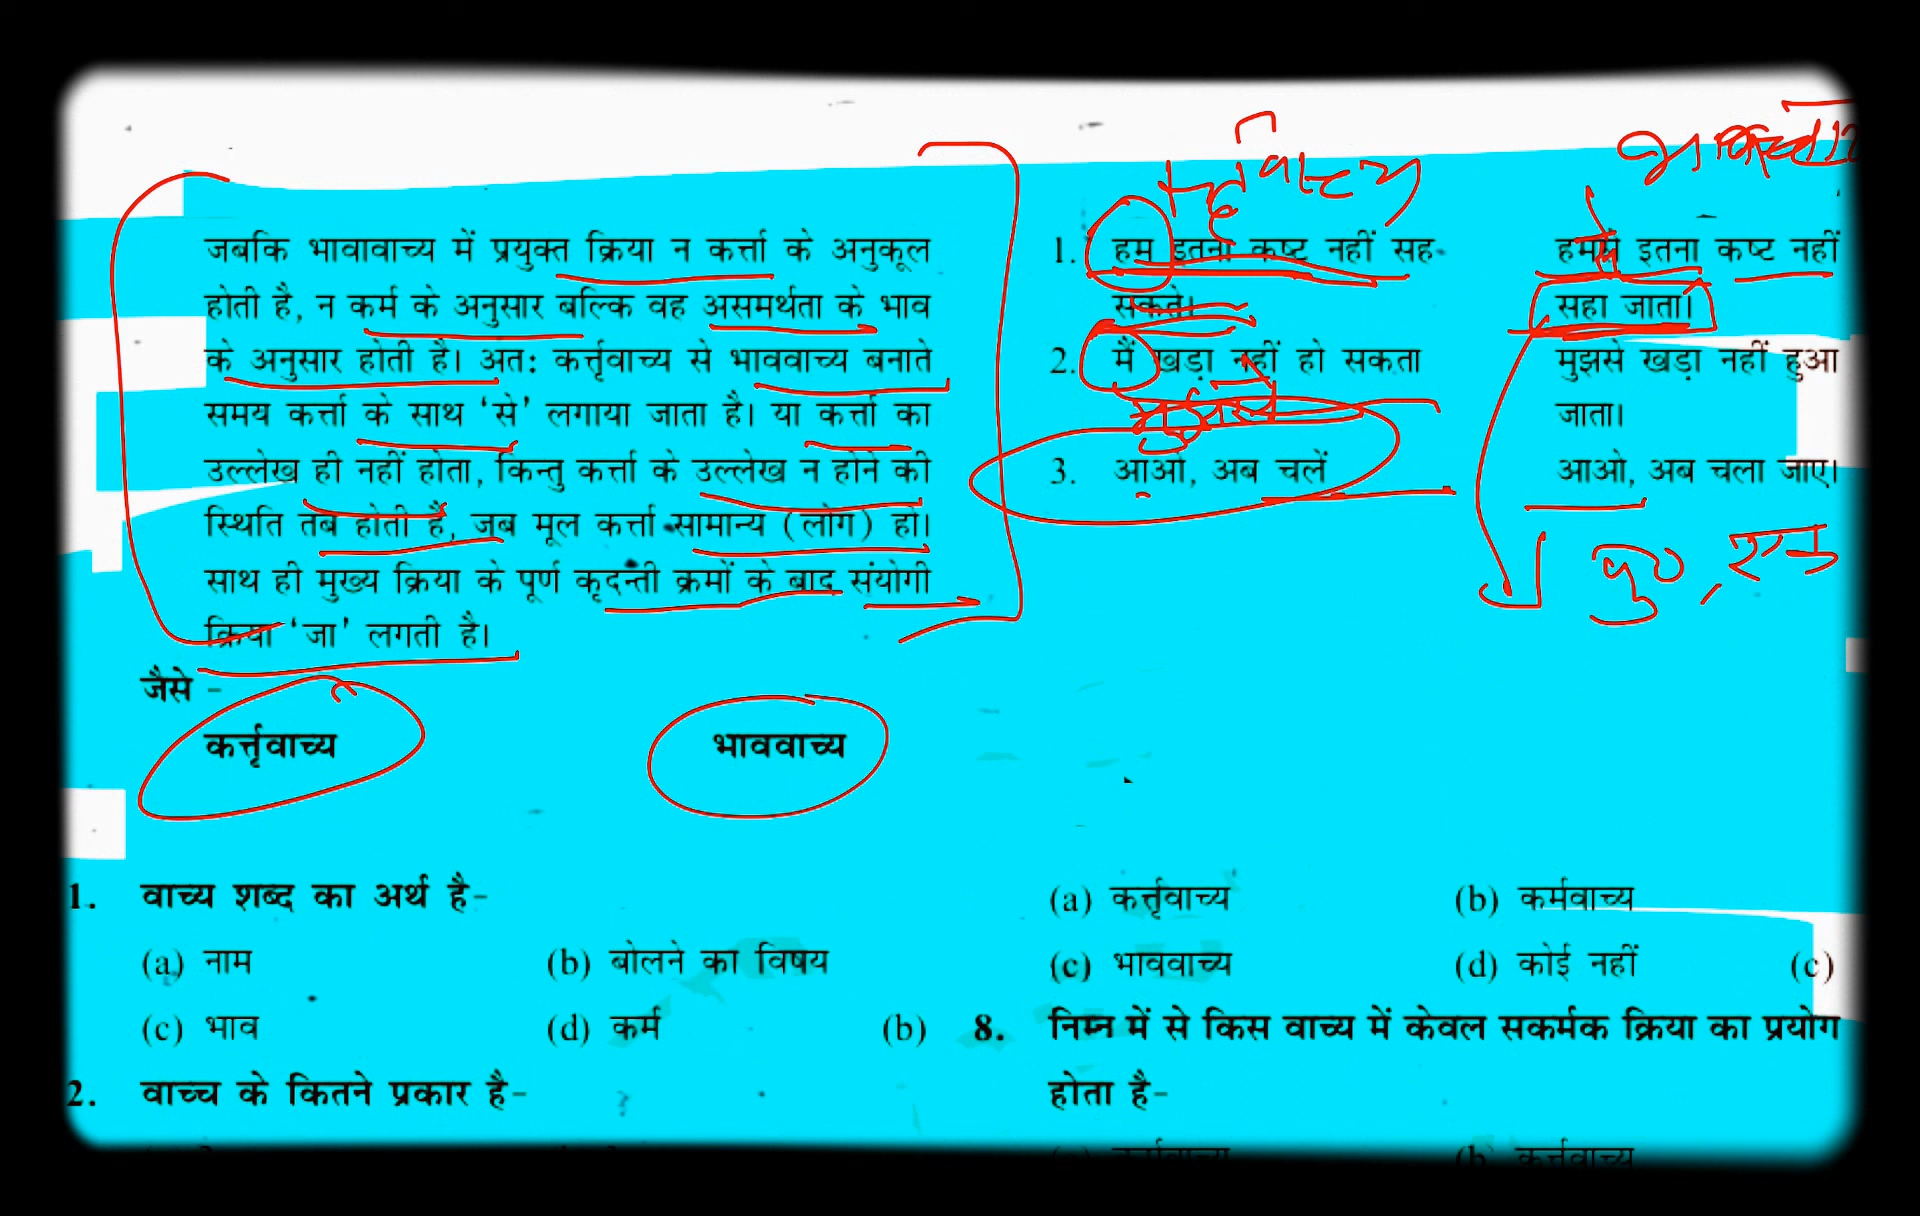 जबकि भावावाच्य में प्रयुक्त क्रिया न कर्त्ता के अनुकूल
होती है, न कर्म के अनुसार बल्कि वह असमर्थता के भाव
के अनुसार होती है। अतः कर्त्तृवाच्य से भाववाच्य बनाते
समय कर्त्ता के साथ 'से' लगाया जाता है। या कर्त्ता का
उल्लेख ही नहीं होता, किन्तु कर्त्ता के उल्लेख न होने की
स्थिति तब होती है, जब मूल कर्त्ता सामान्य (लोग) हो।
साथ ही मुख्य क्रिया के पूर्ण कृदन्ती क्रमों के बाद संयोगी
क्रिया 'जा' लगती है।
जैसे -
कर्त्तृवाच्य भाववाच्य
1. हम इतना कष्ट नहीं सह- हमसे इतना कष्ट नहीं
सकते। सहा जाता।
2. मैं खड़ा नहीं हो सकता मुझसे खड़ा नहीं हुआ
मुझसे
जाता।
3. आओ, अब चलें आओ, अब चला जाए।
1. वाच्य शब्द का अर्थ है-
(a) नाम (b) बोलने का विषय
(c) भाव (d) कर्म (b)
2. वाच्च के कितने प्रकार है-
(a) कर्त्तृवाच्य (b) कर्मवाच्य
(c) भाववाच्य (d) कोई नहीं (c)
8. निम्न में से किस वाच्य में केवल सकर्मक क्रिया का प्रयोग
होता है-
(b) कर्त्तृवाच्य